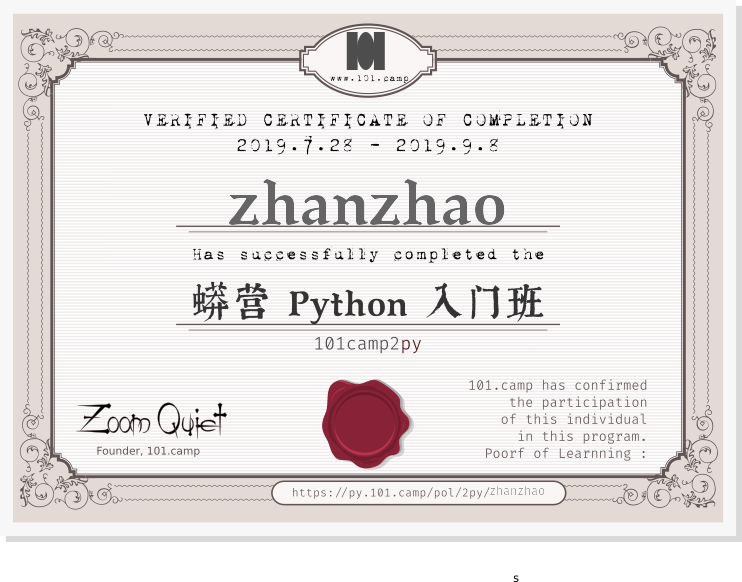 www.101.camp
VERIFIED CERTIFICATE OF COMPLETION
2019.7.28 - 2019.9.8
zhanzhao
Has successfully completed the
蟒营 Python 入门班
101camp2py
101.camp has confirmed
the participation
of this individual
in this program.
Poorf of Learnning :
Zoom Quiet
Founder, 101.camp
https://py.101.camp/pol/2py/zhanzhao
s